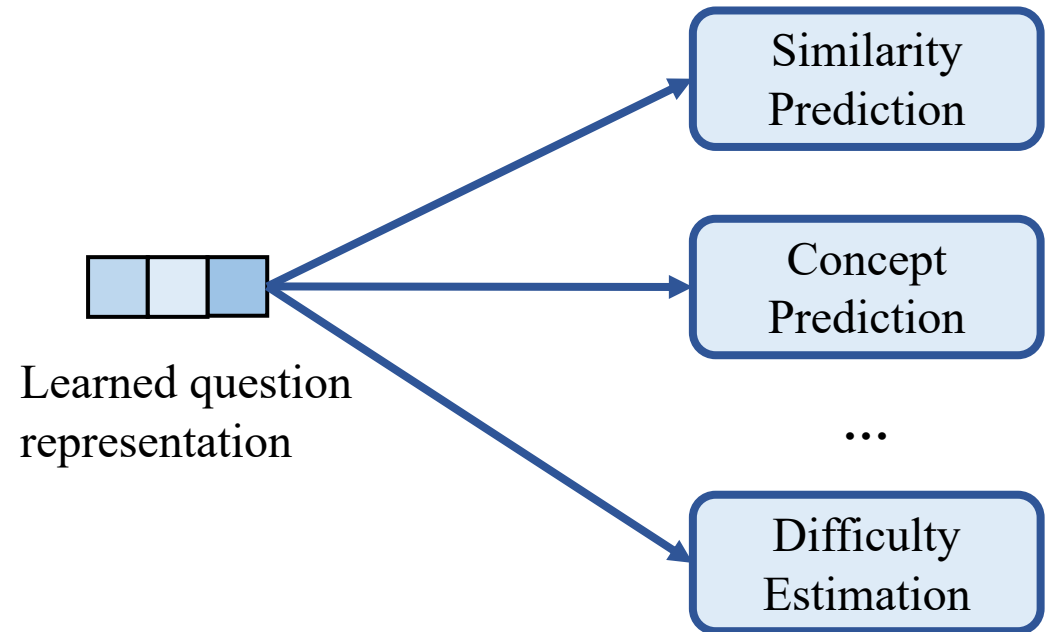 Similarity
Prediction
Concept
Prediction
Learned question
representation
...
Difficulty
Estimation